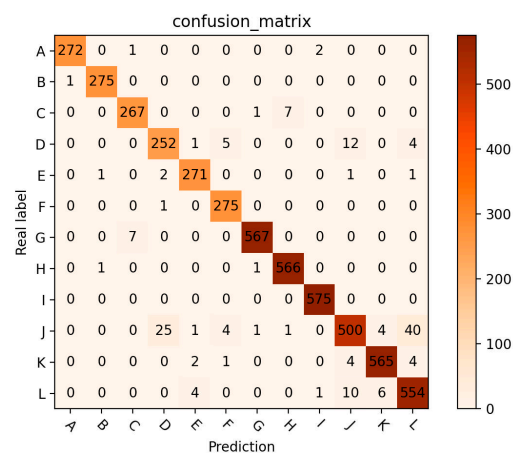 confusion_matrix
A 272 0 1 0 0 0 0 0 2 0 0 0
B 1 275 0 0 0 0 0 0 0 0 0 0
C 0 0 267 0 0 0 1 7 0 0 0 0
D 0 0 0 252 1 5 0 0 0 12 0 4
E 0 1 0 2 271 0 0 0 0 1 0 1
F 0 0 0 1 0 275 0 0 0 0 0 0
G 0 0 7 0 0 0 567 0 0 0 0 0
H 0 1 0 0 0 0 1 566 0 0 0 0
I 0 0 0 0 0 0 0 0 575 0 0 0
J 0 0 0 25 1 4 1 1 0 500 4 40
K 0 0 0 0 2 1 0 0 0 4 565 4
L 0 0 0 0 4 0 0 0 1 10 6 554
A B C D E F G H I J K L
Prediction
Real label
500
400
300
200
100
0